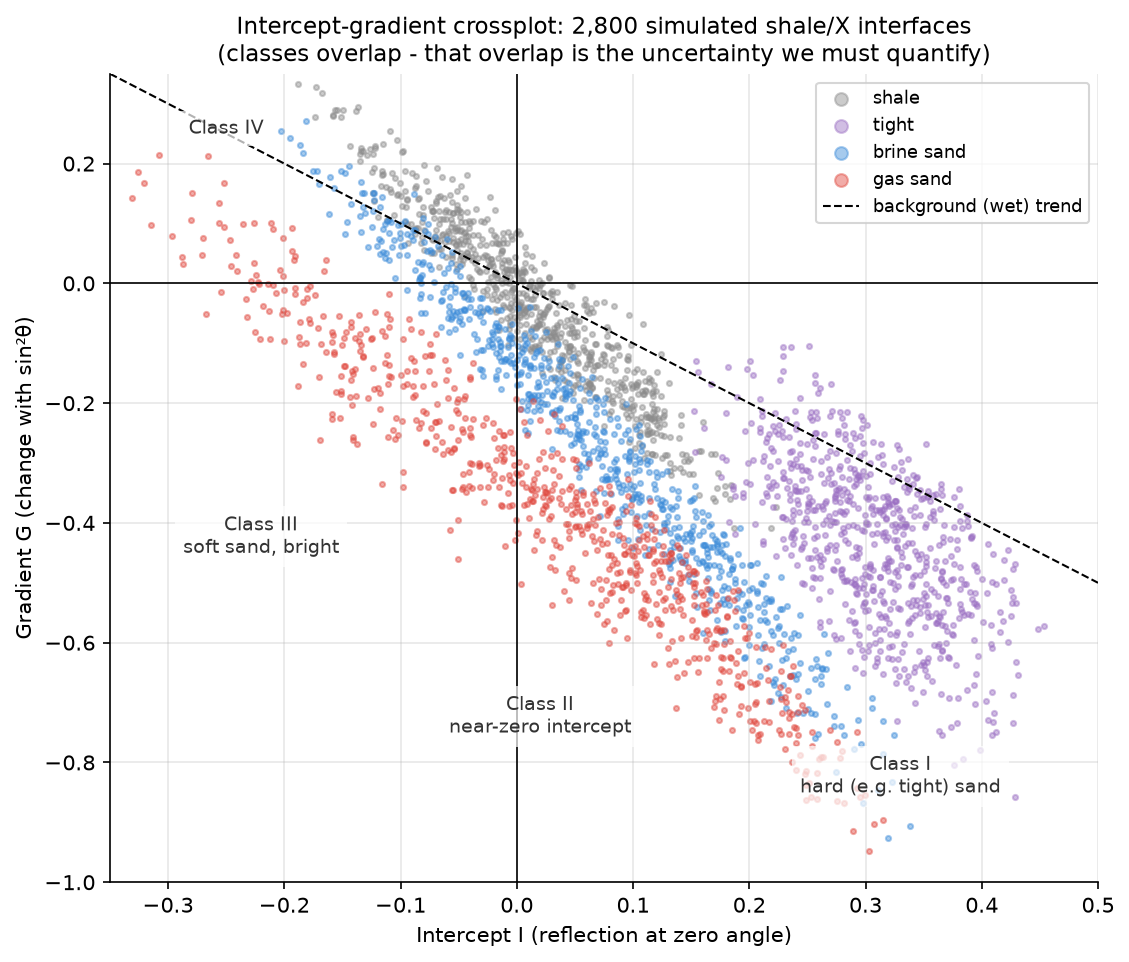 Intercept-gradient crossplot: 2,800 simulated shale/X interfaces
(classes overlap - that overlap is the uncertainty we must quantify)
shale
tight
brine sand
gas sand
background (wet) trend
Class IV
Class III
soft sand, bright
Class II
near-zero intercept
Class I
hard (e.g. tight) sand
Gradient G (change with sin²θ)
0.2
0.0
−0.2
−0.4
−0.6
−0.8
−1.0
−0.3
−0.2
−0.1
0.0
0.1
0.2
0.3
0.4
0.5
Intercept I (reflection at zero angle)